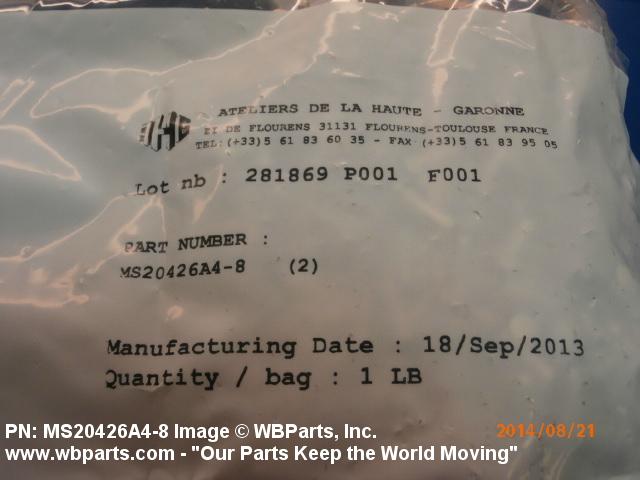 ATELIERS DE LA HAUTE - GARONNE
ZI DE FLOURENS 31131 FLOURENS-TOULOUSE FRANCE
TEL: (+33)5 61 83 60 35 - FAX (+33)5 61 83 95 05
Lot nb : 281869 P001 F001
PART NUMBER :
MS20426A4-8 (2)
Manufacturing Date : 18/Sep/2013
Quantity / bag : 1 LB
PN: MS20426A4-8 Image © WBParts, Inc.
2014/08/21
www.wbparts.com - "Our Parts Keep the World Moving"